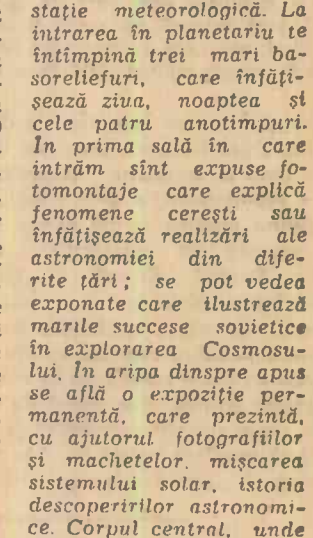 stație meteorologică. La
intrarea în planetariu te
întîmpină trei mari ba-
soreliefuri, care înfăți-
șează ziua, noaptea și
cele patru anotimpuri.
În prima sală în care
intrăm sînt expuse fo-
tomontaje care explică
fenomene cerești sau
înfățișează realizări ale
astronomiei din dife-
rite țări ; se pot vedea
exponate care ilustrează
marile succese sovietice
în explorarea Cosmosu-
lui. În aripa dinspre apus
se află o expoziție per-
manentă, care prezintă,
cu ajutorul fotografiilor
și machetelor. mișcarea
sistemului solar, istoria
descoperirilor astronomi-
ce. Corpul central, unde